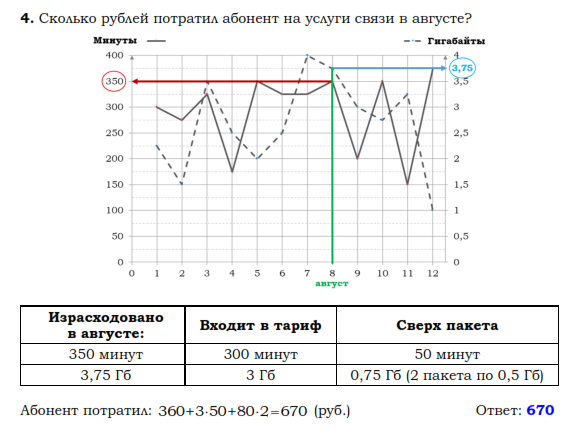 4. Сколько рублей потратил абонент на услуги связи в августе?
Минуты Гигабайты
400 4
350 3,75
3,5
300 3
250 2,5
200 2
150 1,5
100 1
50 0,5
0 0
0 1 2 3 4 5 6 7 8 9 10 11 12
август
Израсходовано в августе: Входит в тариф Сверх пакета
350 минут 300 минут 50 минут
3,75 Гб 3 Гб 0,75 Гб (2 пакета по 0,5 Гб)
Абонент потратил: 360+3·50+80·2=670 (руб.) Ответ: 670